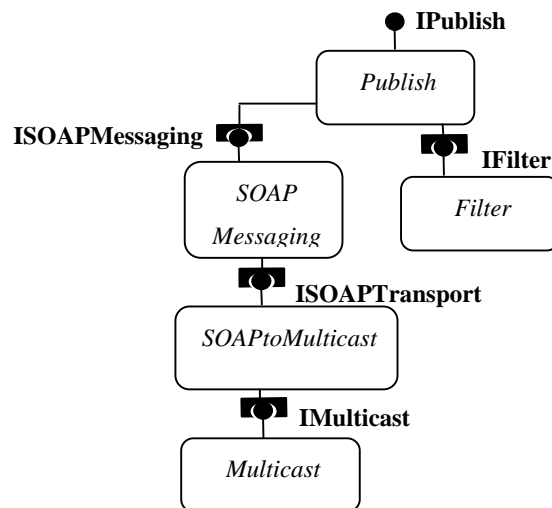 IPublish
Publish
ISOAPMessaging
IFilter
SOAP
Messaging
Filter
ISOAPTransport
SOAPtoMulticast
IMulticast
Multicast